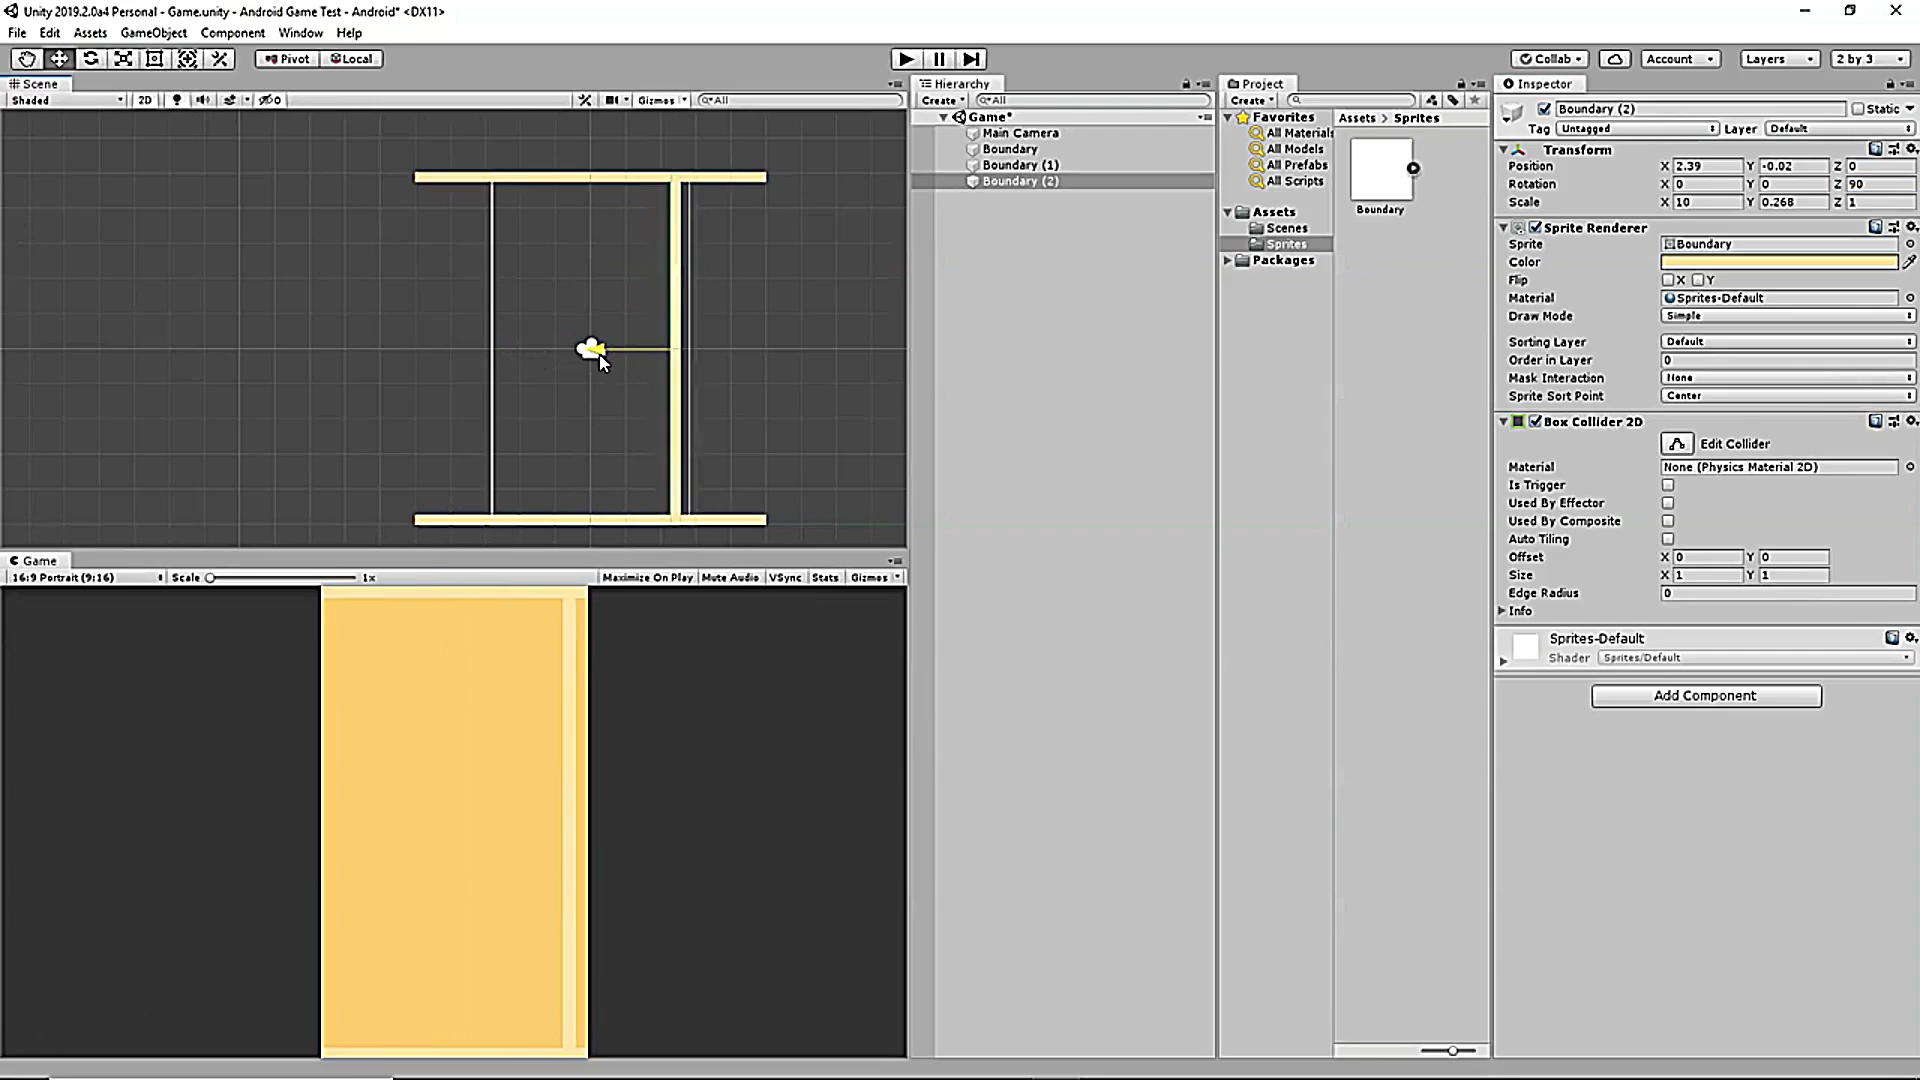 Unity 2019.2.0a4 Personal - Game.unity - Android Game Test - Android* <DX11>
File Edit Assets GameObject Component Window Help
Pivot Local Collab Account Layers 2 by 3
Scene
Shaded 2D 0 Gizmos All
Hierarchy
Create All
Game*
Main Camera
Boundary
Boundary (1)
Boundary (2)
Project
Create
Favorites
All Materials
All Models
All Prefabs
All Scripts
Assets
Scenes
Sprites
Packages
Assets > Sprites
Boundary
Inspector
Boundary (2) Static
Tag Untagged Layer Default
Transform
Position X 2.39 Y -0.02 Z 0
Rotation X 0 Y 0 Z 90
Scale X 10 Y 0.268 Z 1
Sprite Renderer
Sprite Boundary
Color
Flip X Y
Material Sprites-Default
Draw Mode Simple
Sorting Layer Default
Order in Layer 0
Mask Interaction None
Sprite Sort Point Center
Box Collider 2D
Edit Collider
Material None (Physics Material 2D)
Is Trigger
Used By Effector
Used By Composite
Auto Tiling
Offset X 0 Y 0
Size X 1 Y 1
Edge Radius 0
Info
Sprites-Default
Shader Sprites/Default
Add Component
Game
16:9 Portrait (9:16) Scale 1x Maximize On Play Mute Audio VSync Stats Gizmos